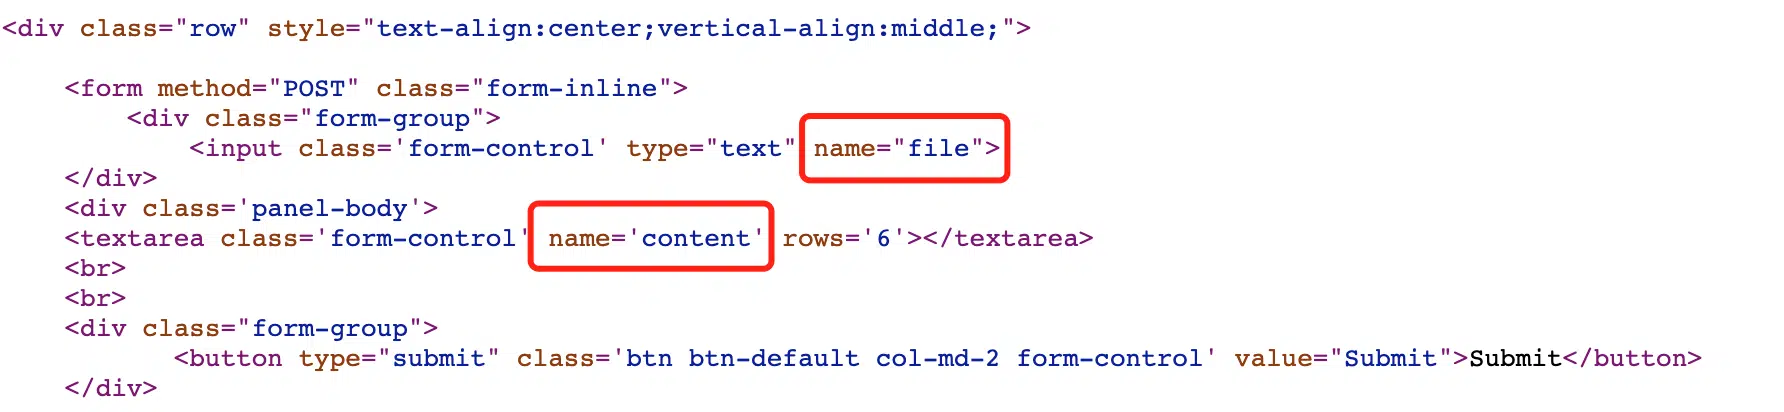 <div class="row" style="text-align:center;vertical-align:middle;">
<form method="POST" class="form-inline">
<div class="form-group">
<input class='form-control' type="text" name="file">
</div>
<div class='panel-body'>
<textarea class='form-control' name='content' rows='6'></textarea>
<br>
<br>
<div class="form-group">
<button type="submit" class='btn btn-default col-md-2 form-control' value="Submit">Submit</button>
</div>